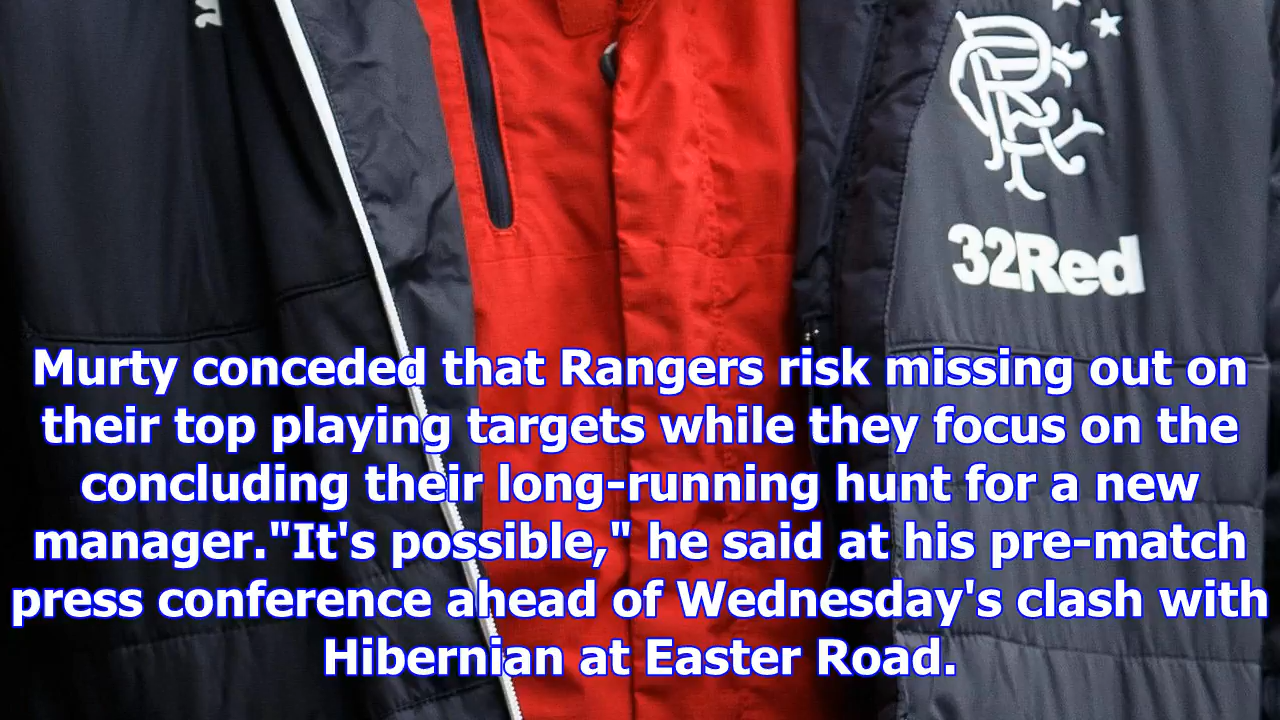 32Red
Murty conceded that Rangers risk missing out on
their top playing targets while they focus on the
concluding their long-running hunt for a new
manager."It's possible," he said at his pre-match
press conference ahead of Wednesday's clash with
Hibernian at Easter Road.